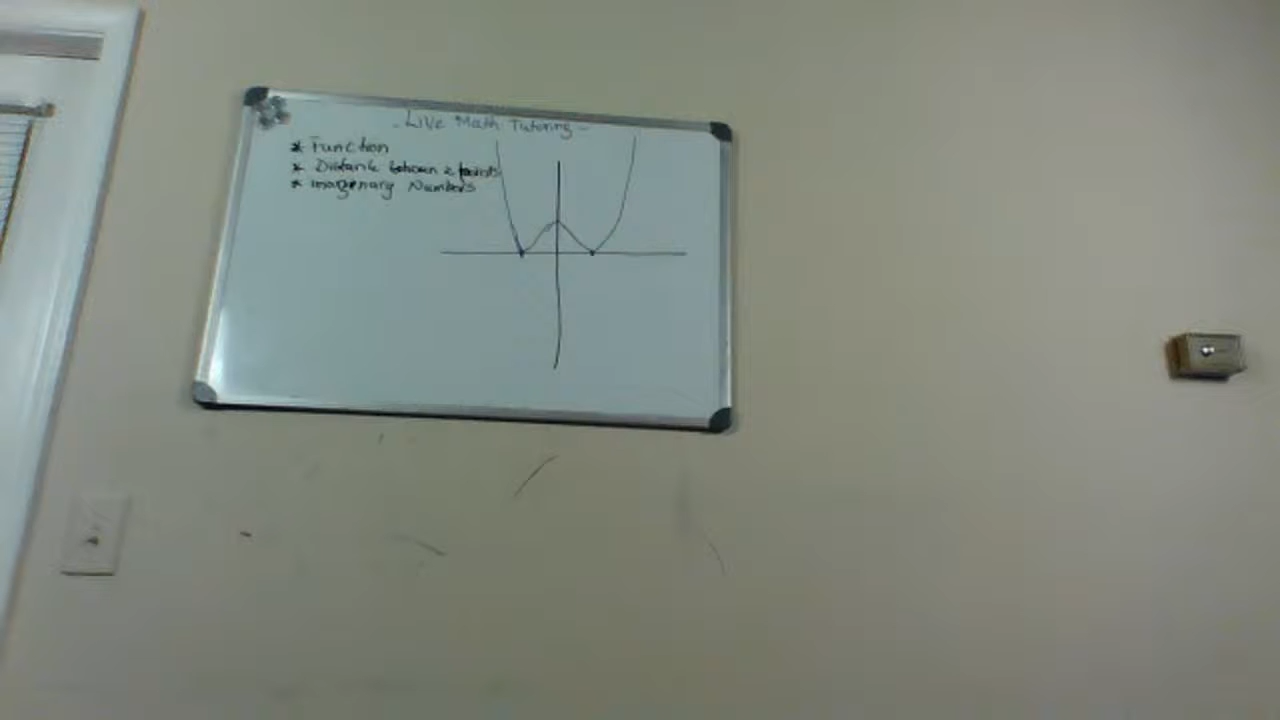 - Live Math Tutoring -
* Function
* Distance between 2 points
* Imaginary Numbers